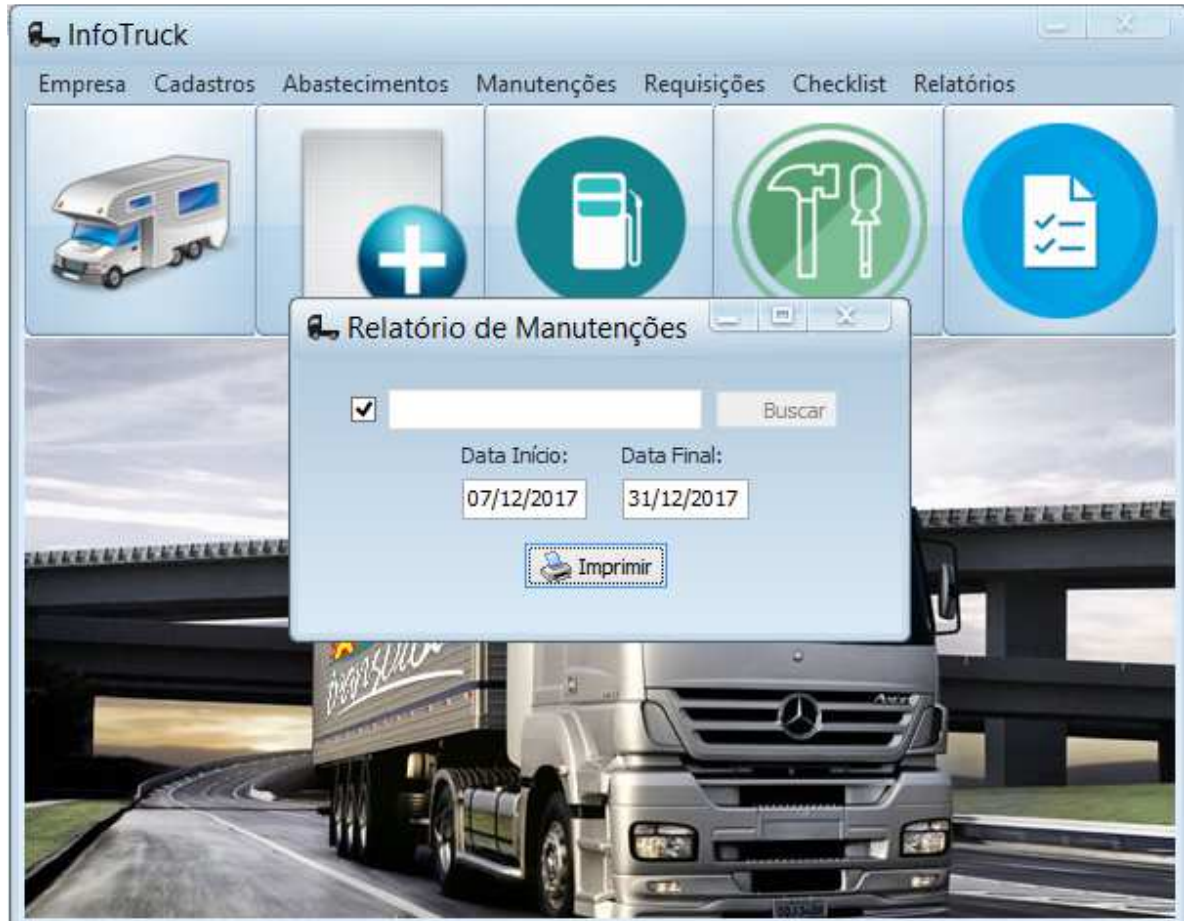 InfoTruck
Empresa Cadastros Abastecimentos Manutenções Requisições Checklist Relatórios
Relatório de Manutenções
Buscar
Data Início: Data Final:
07/12/2017 31/12/2017
Imprimir